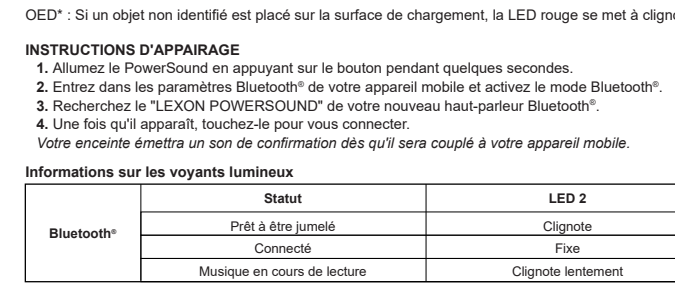 OED* : Si un objet non identifié est placé sur la surface de chargement, la LED rouge se met à
INSTRUCTIONS D'APPAIRAGE
1. Allumez le PowerSound en appuyant sur le bouton pendant quelques secondes.
2. Entrez dans les paramètres Bluetooth® de votre appareil mobile et activez le mode Bluetooth®.
3. Recherchez le "LEXON POWERSOUND" de votre nouveau haut-parleur Bluetooth®.
4. Une fois qu'il apparaît, touchez-le pour vous connecter.
Votre enceinte émettra un son de confirmation dès qu'il sera couplé à votre appareil mobile.
Informations sur les voyants lumineux
Statut LED 2
Bluetooth®
Prêt à être jumelé Clignote
Connecté Fixe
Musique en cours de lecture Clignote lentement